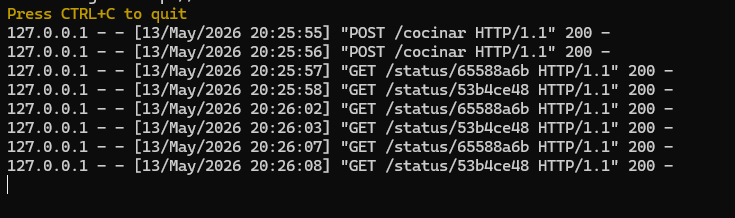 Press CTRL+C to quit
127.0.0.1 - - [13/May/2026 20:25:55] "POST /cocinar HTTP/1.1" 200 -
127.0.0.1 - - [13/May/2026 20:25:56] "POST /cocinar HTTP/1.1" 200 -
127.0.0.1 - - [13/May/2026 20:25:57] "GET /status/65588a6b HTTP/1.1" 200 -
127.0.0.1 - - [13/May/2026 20:25:58] "GET /status/53b4ce48 HTTP/1.1" 200 -
127.0.0.1 - - [13/May/2026 20:26:02] "GET /status/65588a6b HTTP/1.1" 200 -
127.0.0.1 - - [13/May/2026 20:26:03] "GET /status/53b4ce48 HTTP/1.1" 200 -
127.0.0.1 - - [13/May/2026 20:26:07] "GET /status/65588a6b HTTP/1.1" 200 -
127.0.0.1 - - [13/May/2026 20:26:08] "GET /status/53b4ce48 HTTP/1.1" 200 -